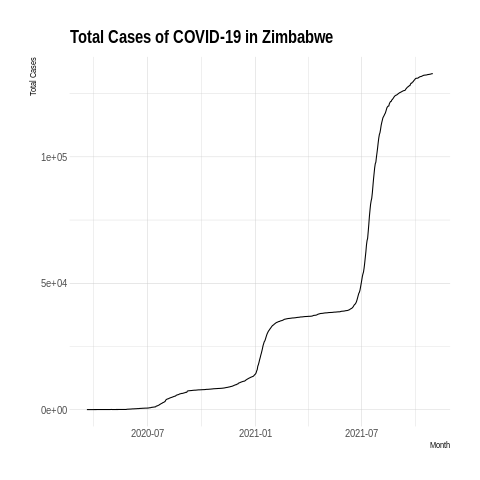 Total Cases of COVID-19 in Zimbabwe
Total Cases
1e+05
5e+04
0e+00
2020-07
2021-01
2021-07
Month